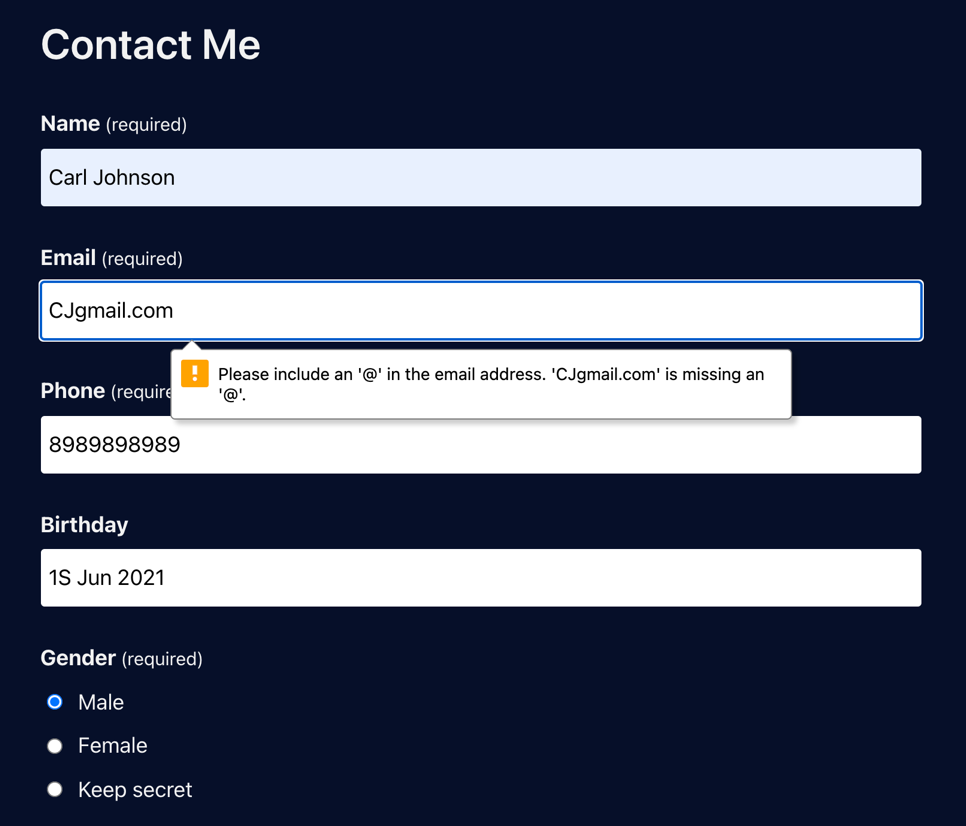 Contact Me
Name (required)
Carl Johnson
Email (required)
CJgmail.com
Please include an '@' in the email address. 'CJgmail.com' is missing an
'@'.
Phone (require
8989898989
Birthday
1S Jun 2021
Gender (required)
Male
Female
Keep secret